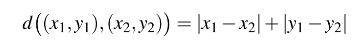 d((x₁,y₁),(x₂,y₂)) = |x₁−x₂|+|y₁−y₂|